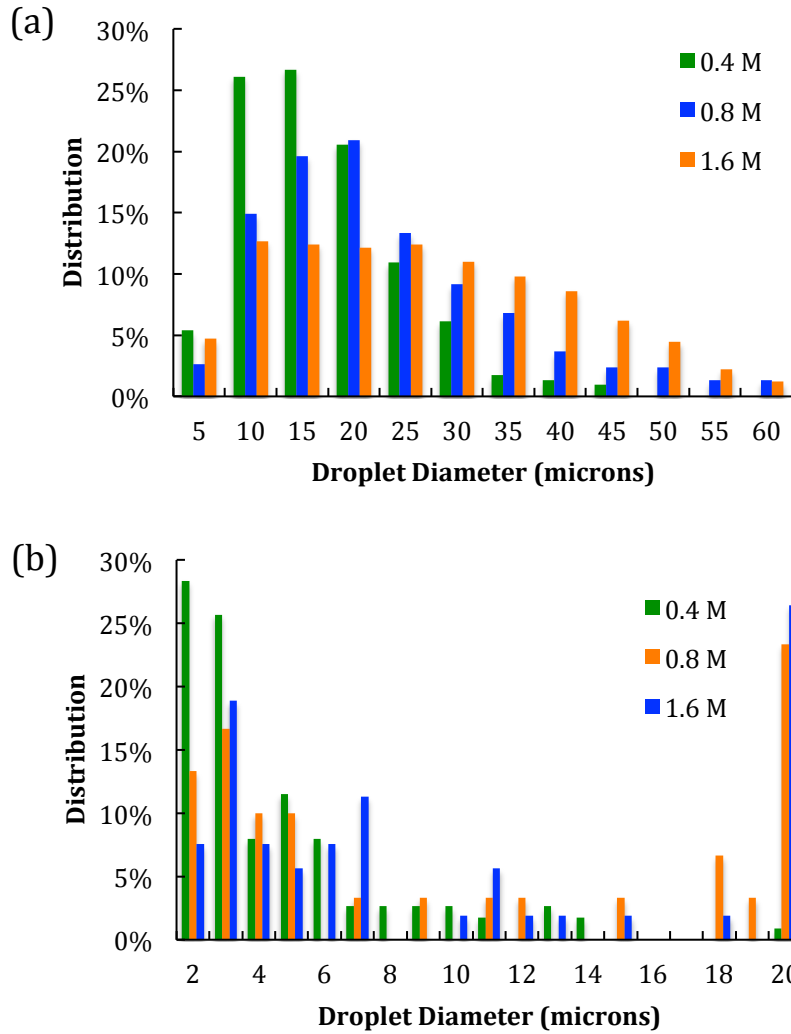 (a)
30%
25%
20%
15%
10%
5%
0%
Distribution
0.4 M
0.8 M
1.6 M
5 10 15 20 25 30 35 40 45 50 55 60
Droplet Diameter (microns)
(b)
30%
25%
20%
15%
10%
5%
0%
Distribution
0.4 M
0.8 M
1.6 M
2 4 6 8 10 12 14 16 18 20
Droplet Diameter (microns)